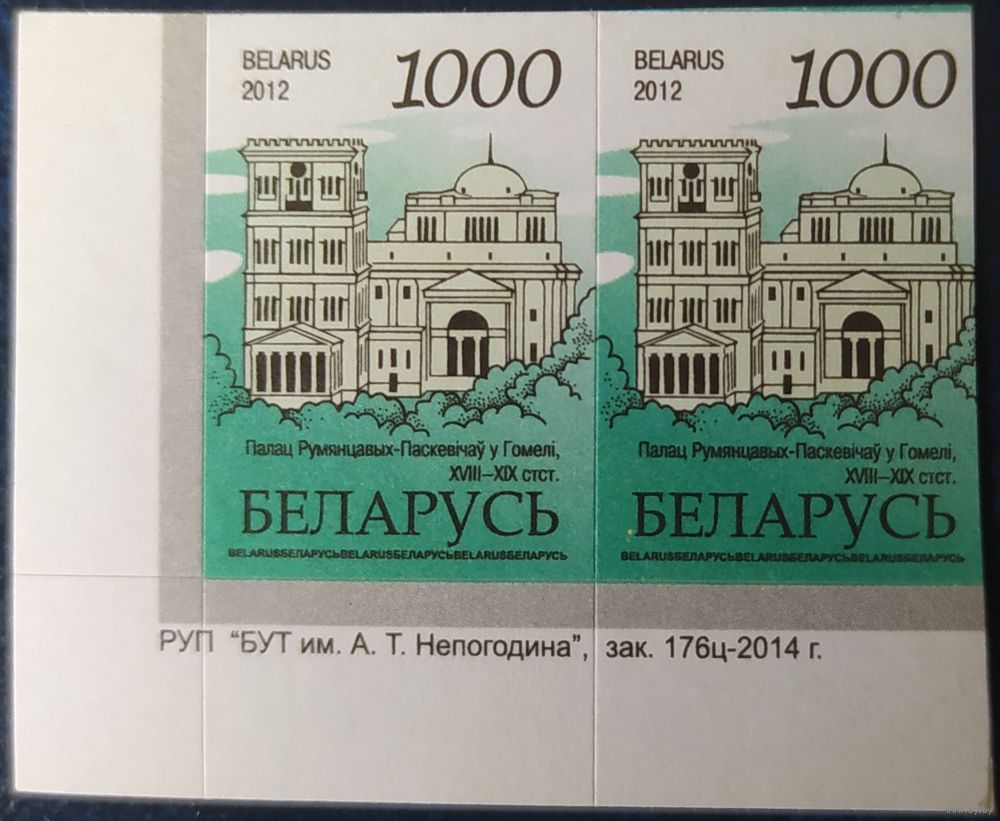 BELARUS
2012
1000
Палац Румянцавых-Паскевічаў у Гомелі,
XVIII–XIX стст.
БЕЛАРУСЬ
BELARUSБЕЛАРУСЬBELARUSБЕЛАРУСЬBELARUSБЕЛАРУСЬ
BELARUS
2012
1000
Палац Румянцавых-Паскевічаў у Гомелі,
XVIII–XIX стст.
БЕЛАРУСЬ
BELARUSБЕЛАРУСЬBELARUSБЕЛАРУСЬBELARUSБЕЛАРУСЬ
РУП “БУТ им. А. Т. Непогодина”, зак. 176ц-2014 г.